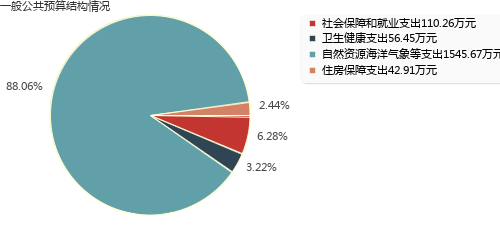 一般公共预算结构情况
社会保障和就业支出110.26万元
卫生健康支出56.45万元
自然资源海洋气象等支出1545.67万元
住房保障支出42.91万元
88.06%
2.44%
6.28%
3.22%